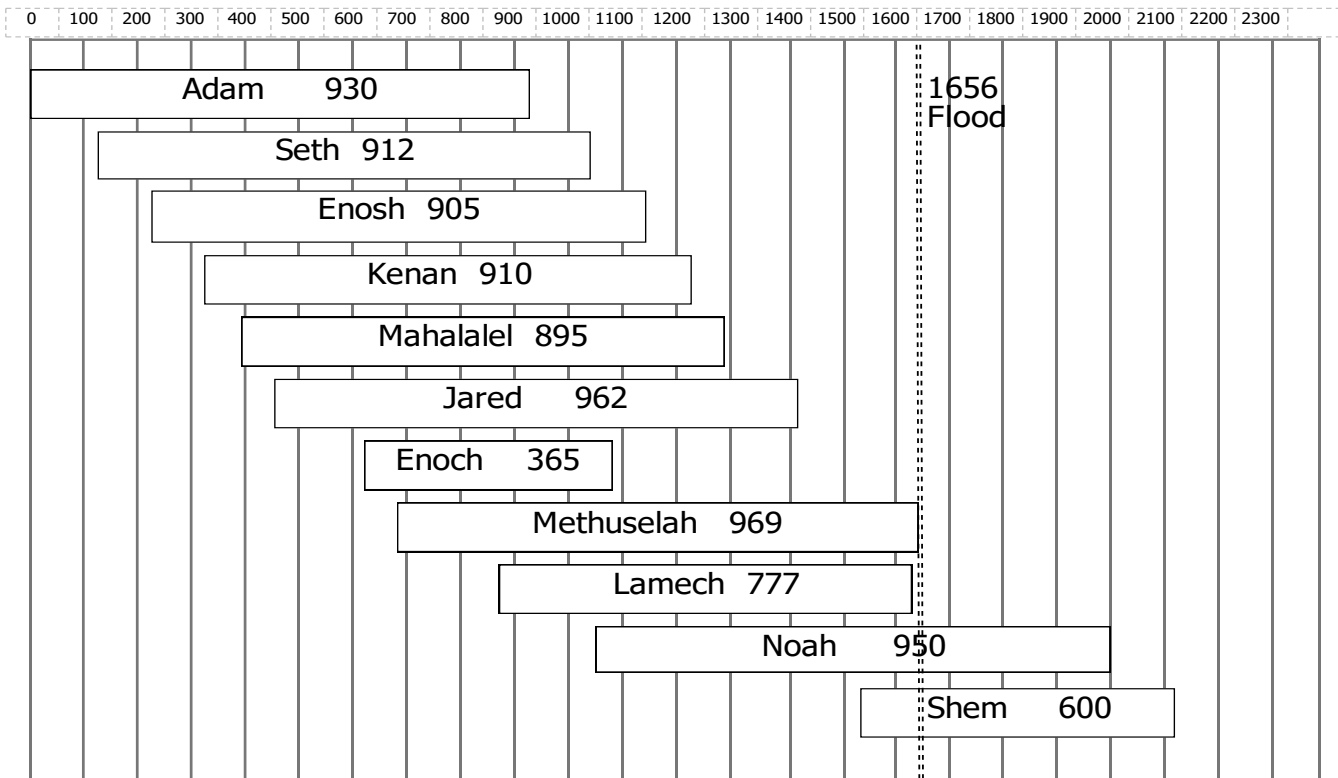 0 100 200 300 400 500 600 700 800 900 1000 1100 1200 1300 1400 1500 1600 1700 1800 1900 2000 2100 2200 2300
Adam 930
1656
Flood
Seth 912
Enosh 905
Kenan 910
Mahalalel 895
Jared 962
Enoch 365
Methuselah 969
Lamech 777
Noah 950
Shem 600